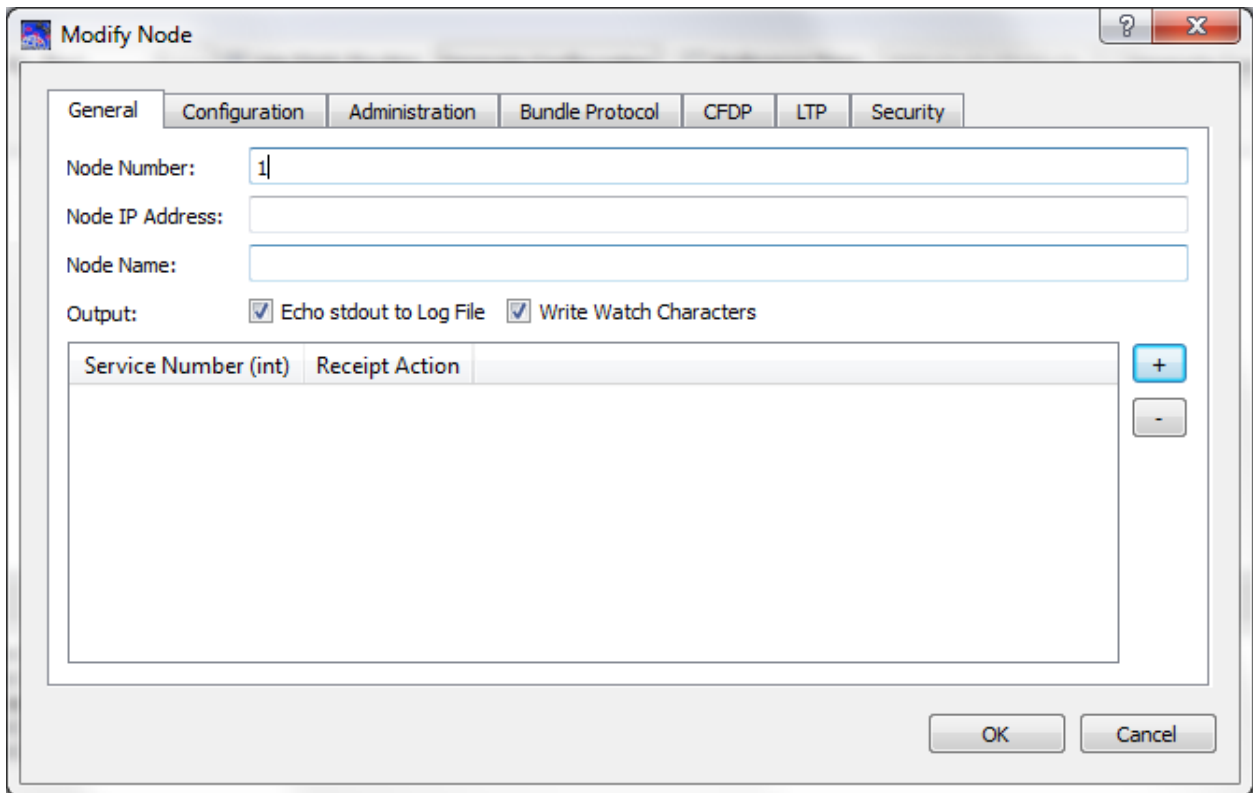 Modify Node
General Configuration Administration Bundle Protocol CFDP LTP Security
Node Number: 1
Node IP Address:
Node Name:
Output: Echo stdout to Log File Write Watch Characters
Service Number (int) Receipt Action
+
-
OK Cancel